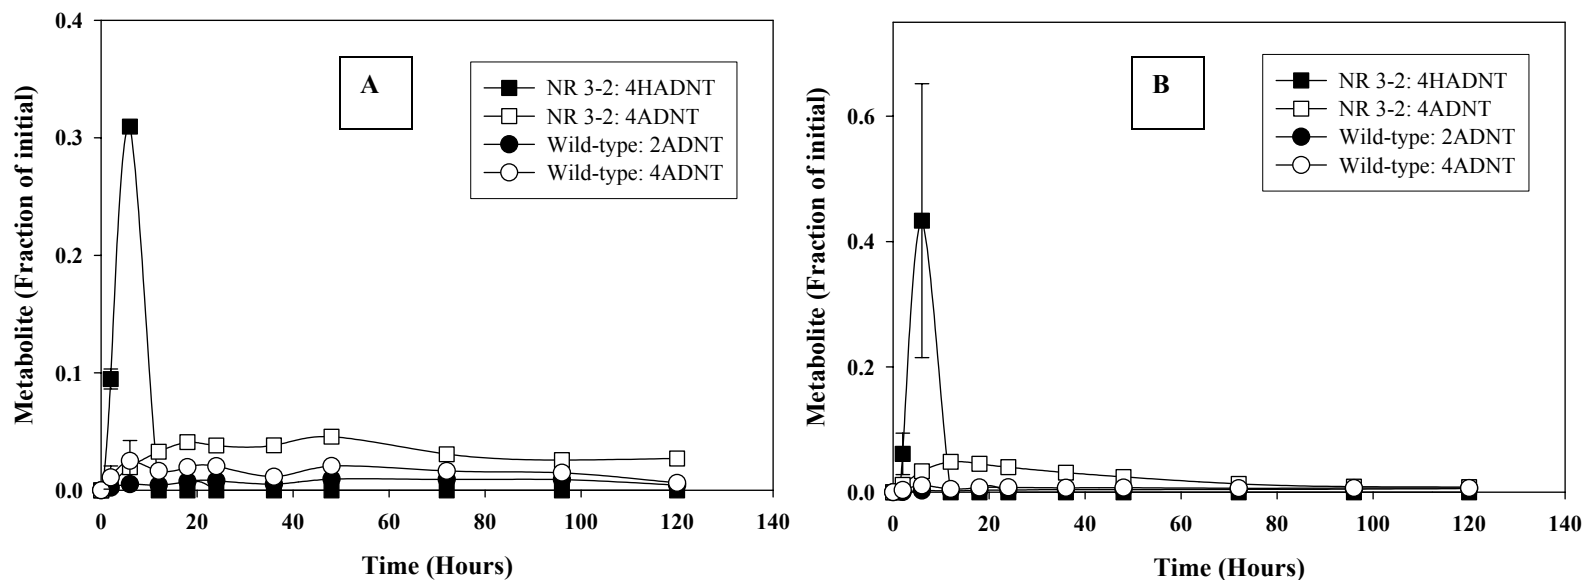 0.4
0.3
0.2
0.1
0.0
Metabolite (Fraction of initial)
A
NR 3-2: 4HADNT
NR 3-2: 4ADNT
Wild-type: 2ADNT
Wild-type: 4ADNT
0 20 40 60 80 100 120 140
Time (Hours)
0.6
0.4
0.2
0.0
Metabolite (Fraction of initial)
B
NR 3-2: 4HADNT
NR 3-2: 4ADNT
Wild-type: 2ADNT
Wild-type: 4ADNT
0 20 40 60 80 100 120 140
Time (Hours)